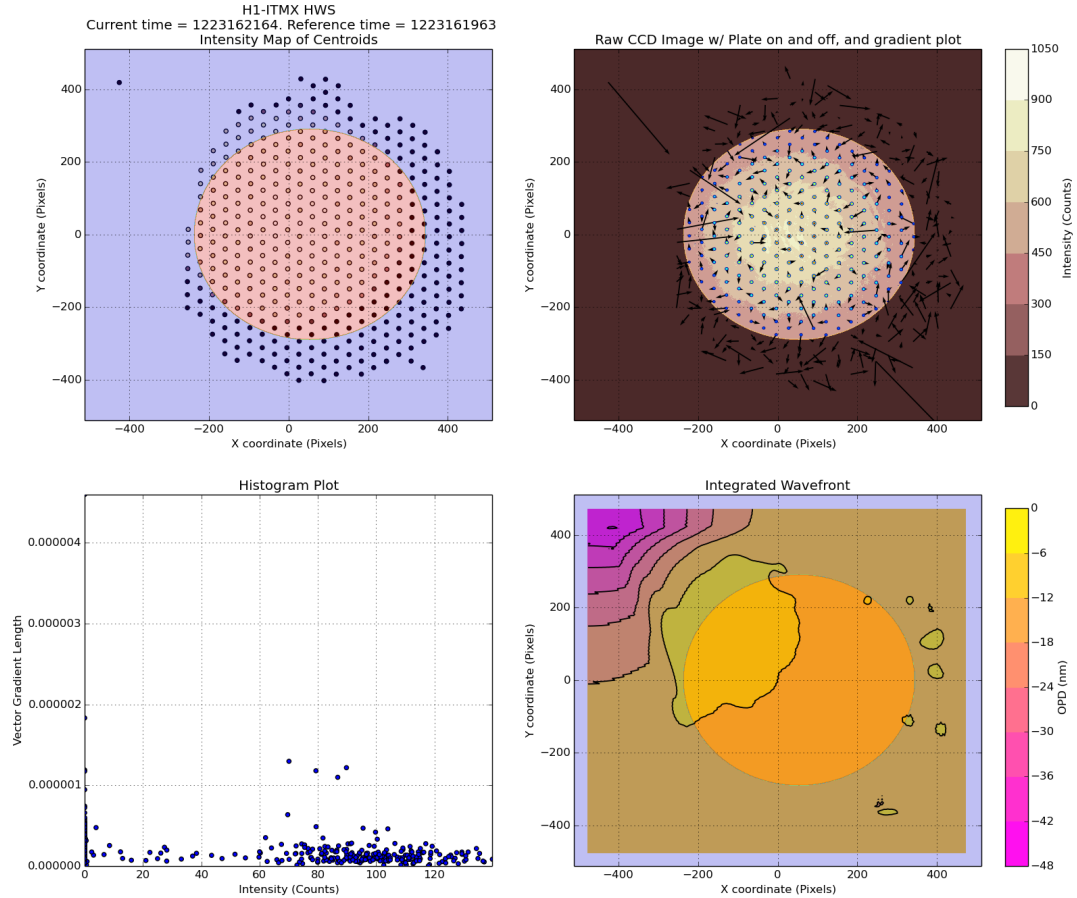 H1-ITMX HWS
Current time = 1223162164. Reference time = 1223161963
Intensity Map of Centroids
400
200
0
−200
−400
Y coordinate (Pixels)
−400 −200 0 200 400
X coordinate (Pixels)
Raw CCD Image w/ Plate on and off, and gradient plot
400
200
0
−200
−400
Y coordinate (Pixels)
−400 −200 0 200 400
X coordinate (Pixels)
1050
900
750
600
450
300
150
0
Intensity (Counts)
Histogram Plot
0.000004
0.000003
0.000002
0.000001
0.000000
Vector Gradient Length
0 20 40 60 80 100 120
Intensity (Counts)
Integrated Wavefront
400
200
0
−200
−400
Y coordinate (Pixels)
−400 −200 0 200 400
X coordinate (Pixels)
0
−6
−12
−18
−24
−30
−36
−42
−48
OPD (nm)